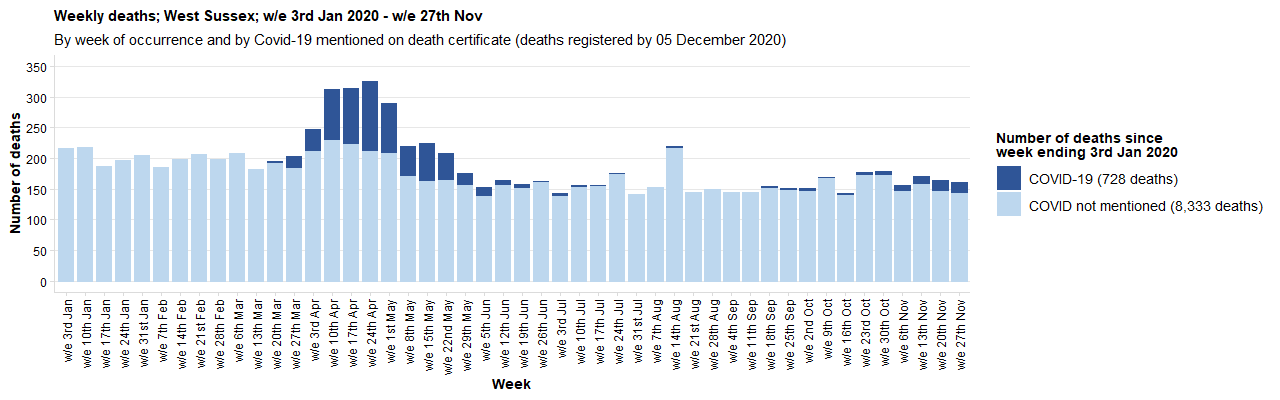 Weekly deaths; West Sussex; w/e 3rd Jan 2020 - w/e 27th Nov
By week of occurrence and by Covid-19 mentioned on death certificate (deaths registered by 05 December 2020)
Number of deaths
350
300
250
200
150
100
50
0
w/e 3rd Jan
w/e 10th Jan
w/e 17th Jan
w/e 24th Jan
w/e 31st Jan
w/e 7th Feb
w/e 14th Feb
w/e 21st Feb
w/e 28th Feb
w/e 6th Mar
w/e 13th Mar
w/e 20th Mar
w/e 27th Mar
w/e 3rd Apr
w/e 10th Apr
w/e 17th Apr
w/e 24th Apr
w/e 1st May
w/e 8th May
w/e 15th May
w/e 22nd May
w/e 29th May
w/e 5th Jun
w/e 12th Jun
w/e 19th Jun
w/e 26th Jun
w/e 3rd Jul
w/e 10th Jul
w/e 17th Jul
w/e 24th Jul
w/e 31st Jul
w/e 7th Aug
w/e 14th Aug
w/e 21st Aug
w/e 28th Aug
w/e 4th Sep
w/e 11th Sep
w/e 18th Sep
w/e 25th Sep
w/e 2nd Oct
w/e 9th Oct
w/e 16th Oct
w/e 23rd Oct
w/e 30th Oct
w/e 6th Nov
w/e 13th Nov
w/e 20th Nov
w/e 27th Nov
Week
Number of deaths since
week ending 3rd Jan 2020
COVID-19 (728 deaths)
COVID not mentioned (8,333 deaths)